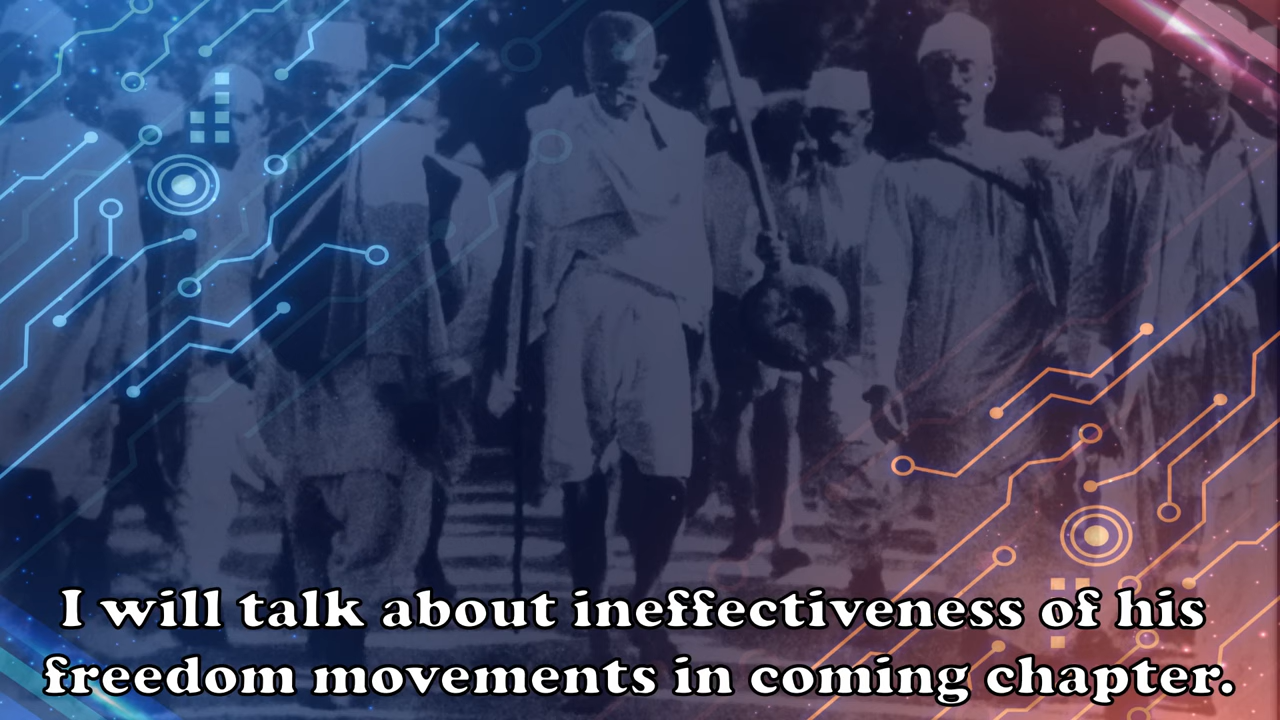 I will talk about ineffectiveness of his
freedom movements in coming chapter.